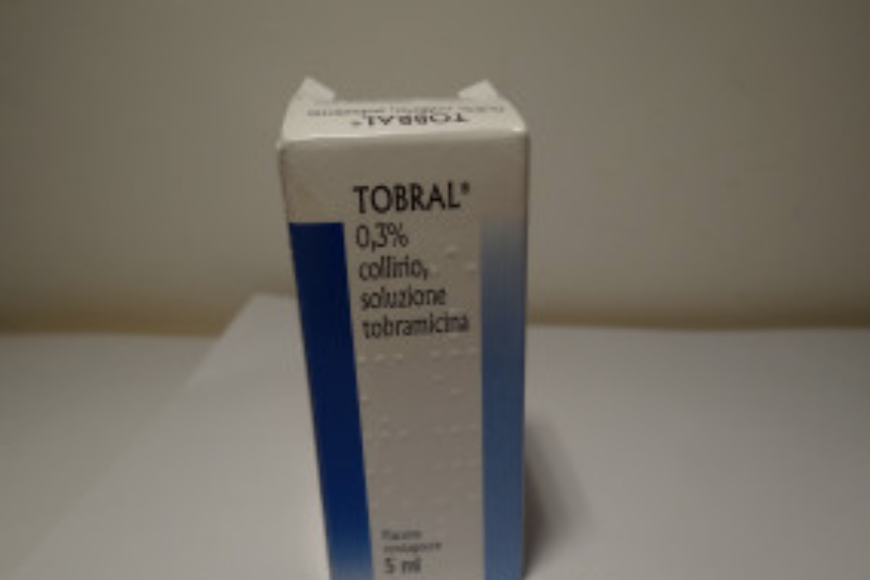 TOBRAL®
TOBRAL®
0,3%
collirio,
soluzione
tobramicina
Flacone
contagocce
5 ml